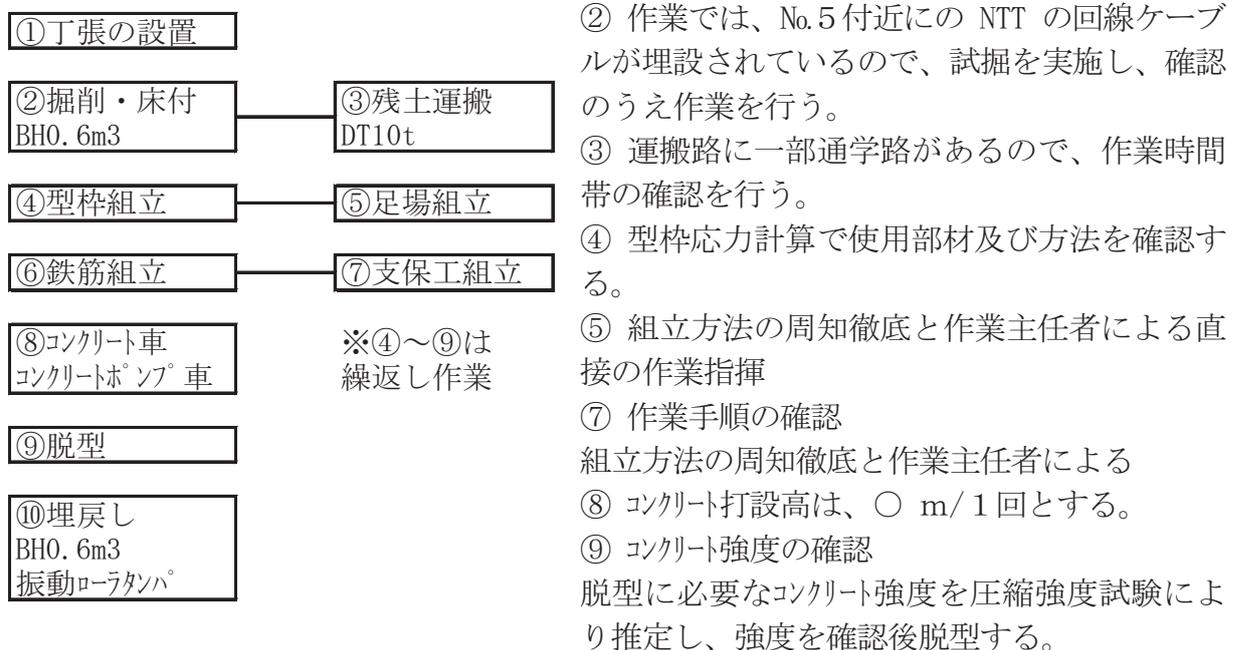 ①丁張の設置
②掘削・床付
BH0.6m3
③残土運搬
DT10t
④型枠組立
⑤足場組立
⑥鉄筋組立
⑦支保工組立
⑧ｺﾝｸﾘｰﾄ車
ｺﾝｸﾘｰﾄﾎﾟﾝﾌﾟ車
※④～⑨は
繰返し作業
⑨脱型
⑩埋戻し
BH0.6m3
振動ﾛｰﾗﾀﾝﾊﾟ
② 作業では、№５付近にの NTT の回線ケーブ
ルが埋設されているので、試掘を実施し、確認
のうえ作業を行う。
③ 運搬路に一部通学路があるので、作業時間
帯の確認を行う。
④ 型枠応力計算で使用部材及び方法を確認す
る。
⑤ 組立方法の周知徹底と作業主任者による直
接の作業指揮
⑦ 作業手順の確認
組立方法の周知徹底と作業主任者による
⑧ ｺﾝｸﾘｰﾄ打設高は、○ ｍ/１回とする。
⑨ ｺﾝｸﾘｰﾄ強度の確認
脱型に必要なｺﾝｸﾘｰﾄ強度を圧縮強度試験によ
り推定し、強度を確認後脱型する。